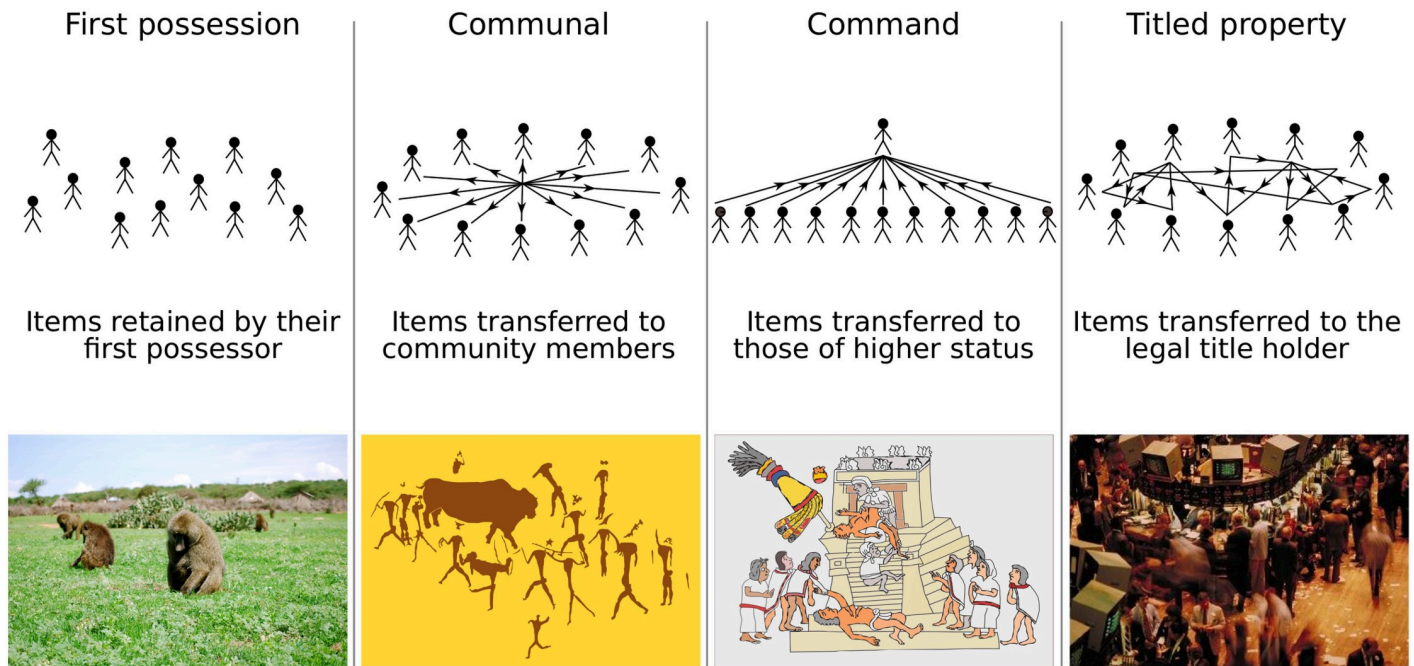 First possession
Communal
Command
Titled property
Items retained by their
first possessor
Items transferred to
community members
Items transferred to
those of higher status
Items transferred to the
legal title holder